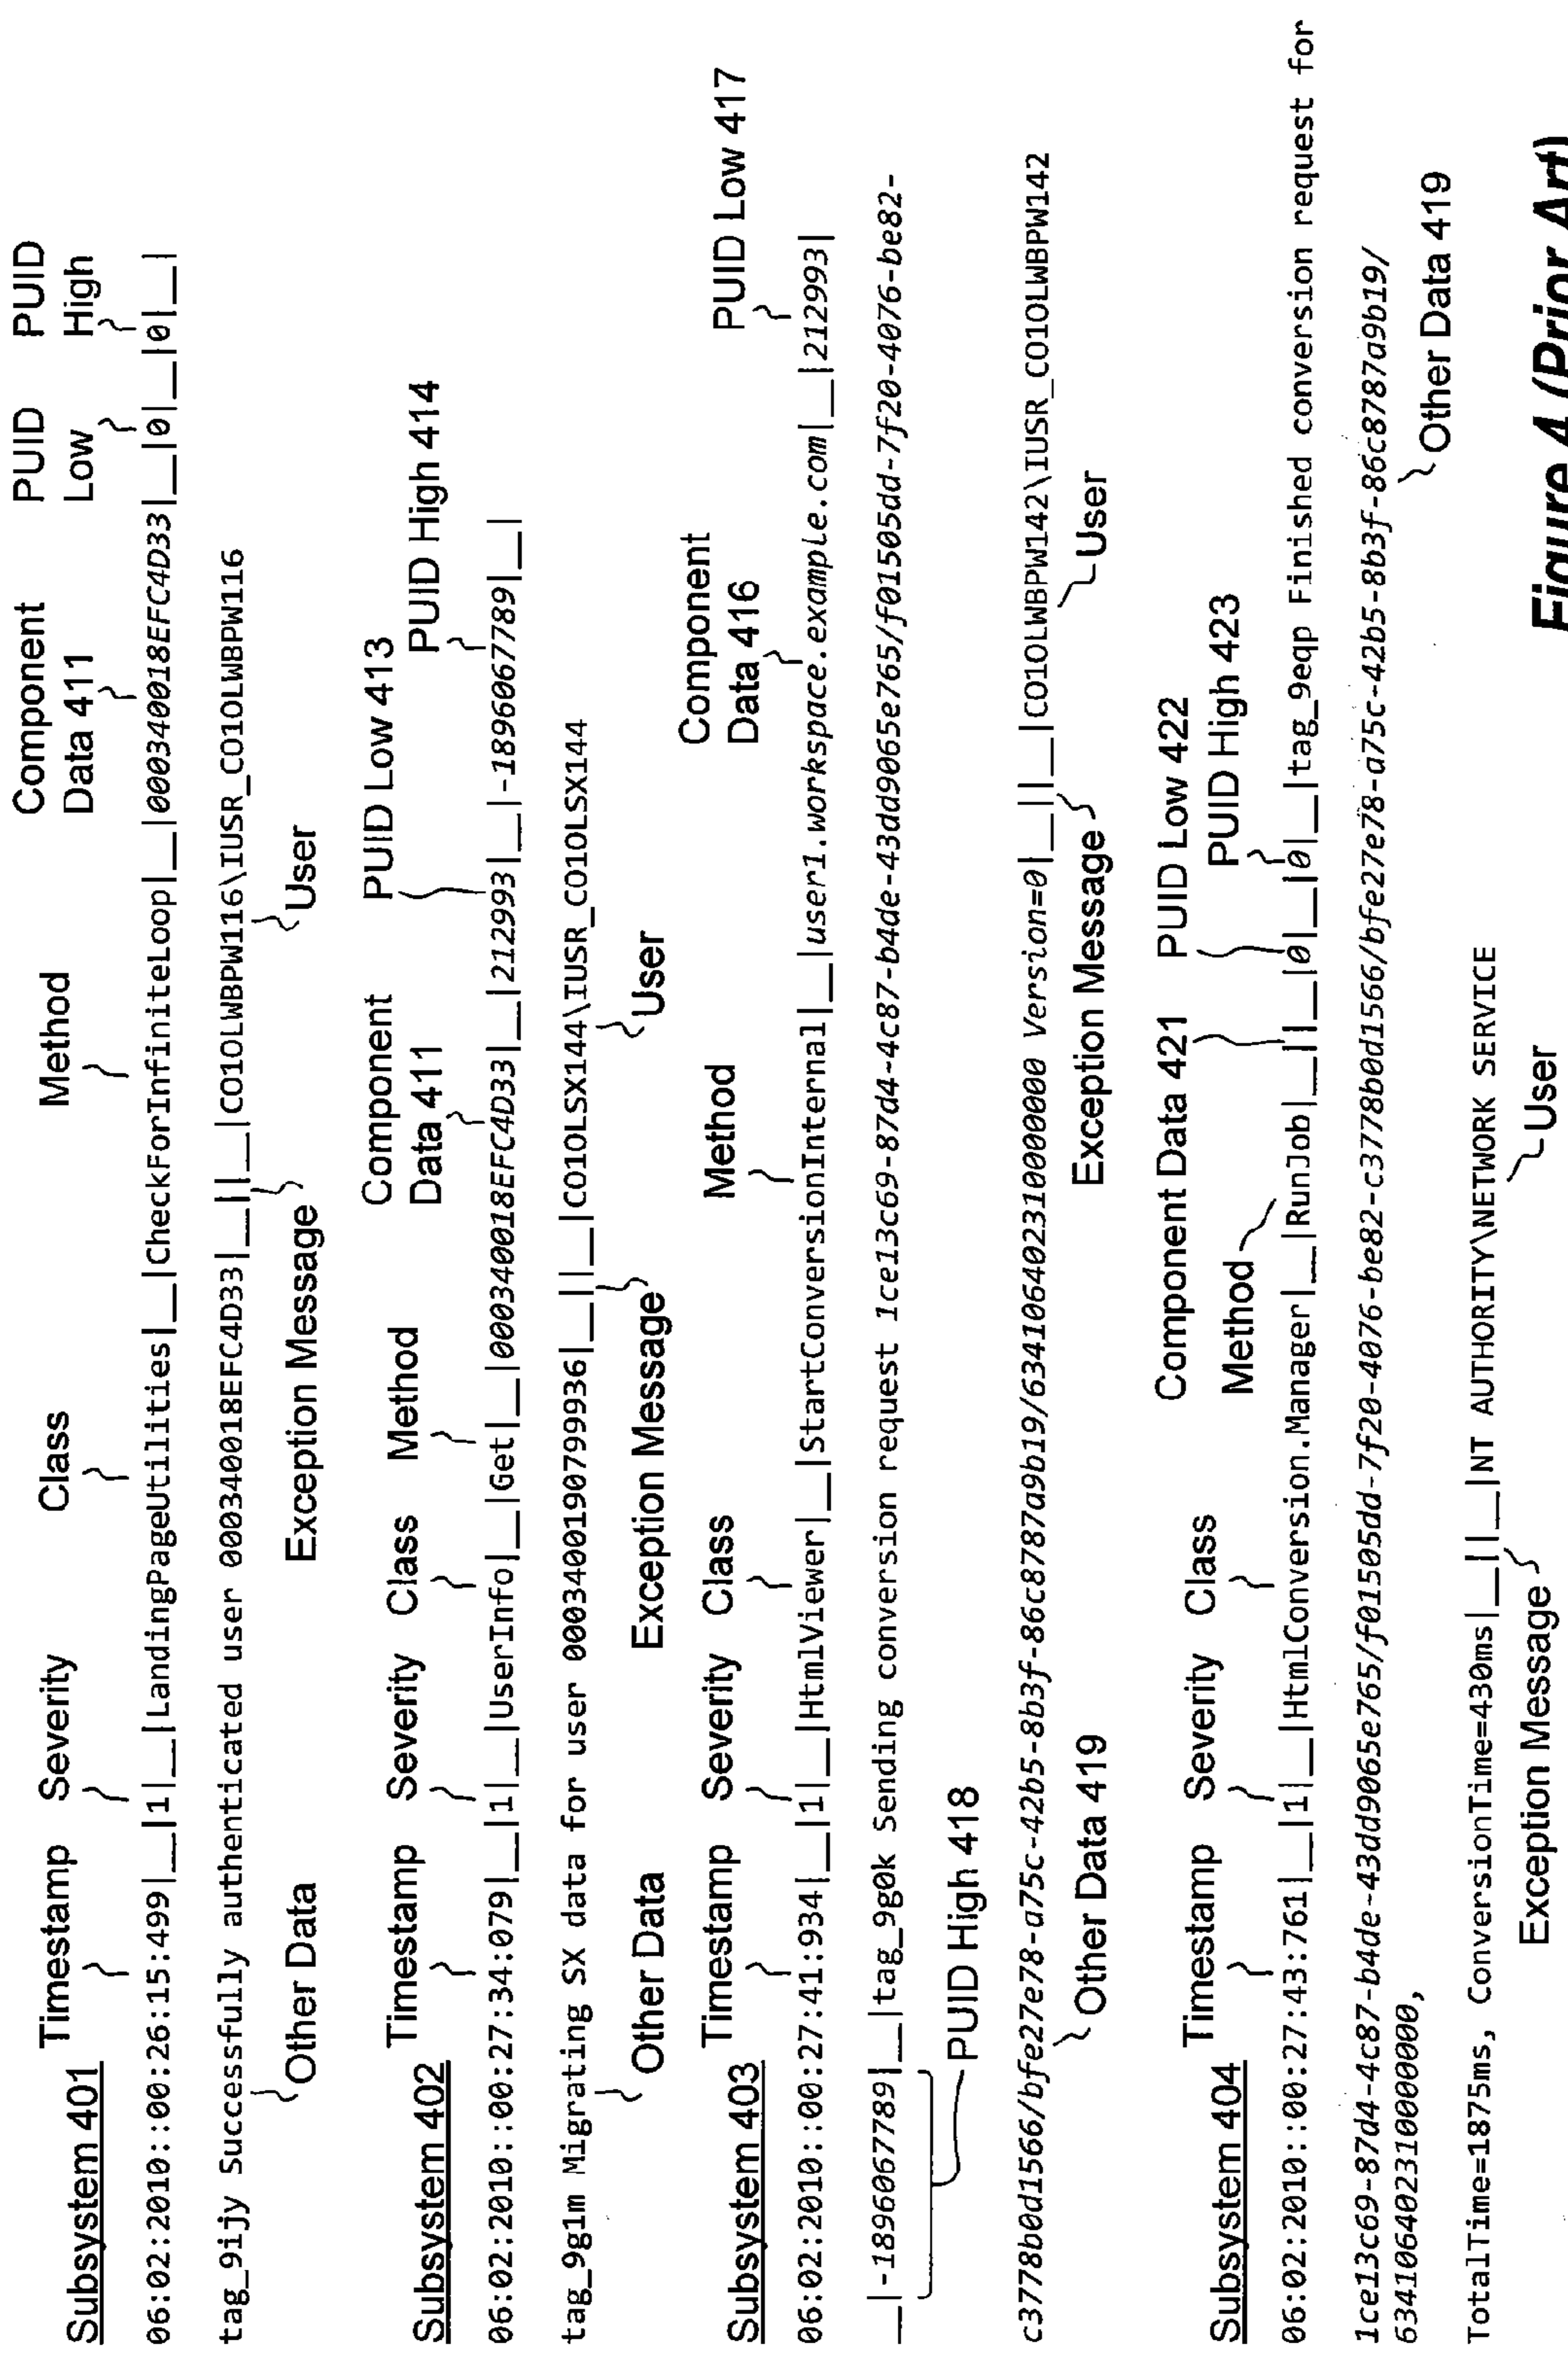 Subsystem 401 Timestamp Severity Class Method Component Data 411 PUID Low PUID High
06:02:2010::00:26:15:499|__|1|__|LandingPageUtilities|__|CheckForInfiniteLoop|__|000340018EFC4D33|__|0|__|0|__|
tag_9ijy Successfully authenticated user 000340018EFC4D33|__||__|CO1OLWBPW116\IUSR_CO1OLWBPW116
Other Data Exception Message User
Subsystem 402 Timestamp Severity Class Method Component Data 411 PUID Low 413 PUID High 414
06:02:2010::00:27:34:079|__|1|__|UserInfo|__|Get|__|000340018EFC4D33|__|212993|__|-1896067789|__|
tag_9g1m Migrating SX data for user 0003400190799936|__||__|CO1OLSX144\IUSR_CO1OLSX144
Other Data Exception Message User
Subsystem 403 Timestamp Severity Class Method Component Data 416 PUID Low 417
06:02:2010::00:27:41:934|__|1|__|HtmlViewer|__|StartConversionInternal|__|user1.workspace.example.com|__|212993|
__|-1896067789|__|tag_9g0k Sending conversion request 1ce13c69-87d4-4c87-b4de-43dd9065e765/f01505dd-7f20-4076-be82-
PUID High 418
c3778b0d1566/bfe27e78-a75c-42b5-8b3f-86c8787a9b19/634106402310000000 Version=0|__||__|CO1OLWBPW142\IUSR_CO1OLWBPW142
Other Data 419 Exception Message User
Subsystem 404 Timestamp Severity Class Method Component Data 421 PUID Low 422 PUID High 423
06:02:2010::00:27:43:761|__|1|__|HtmlConversion.Manager|__|RunJob|__||__|0|__|0|__|tag_9eqp Finished conversion request for
1ce13c69-87d4-4c87-b4de-43dd9065e765/f01505dd-7f20-4076-be82-c3778b0d1566/bfe27e78-a75c-42b5-8b3f-86c8787a9b19/
634106402310000000,
Other Data 419
TotalTime=1875ms, ConversionTime=430ms|__||__|NT AUTHORITY\NETWORK SERVICE
Exception Message User
Figure 4 (Prior Art)